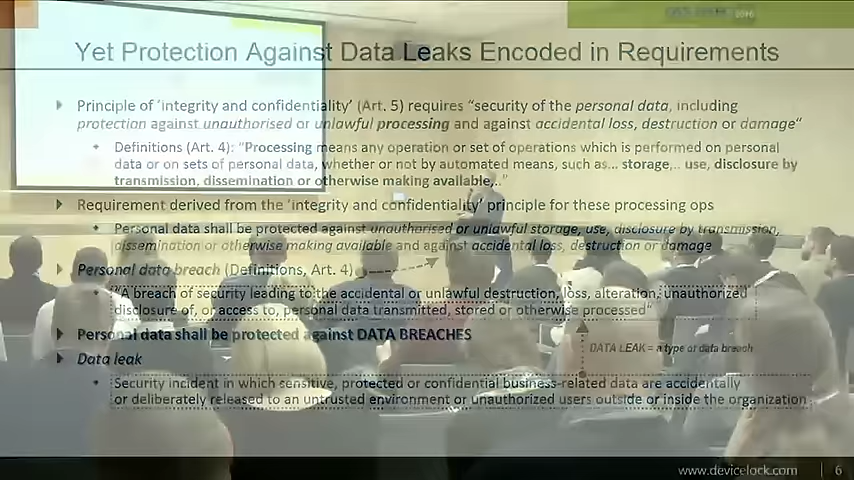 Yet Protection Against Data Leaks Encoded in Requirements
Principle of 'integrity and confidentiality' (Art. 5) requires "security of the personal data, including
protection against unauthorised or unlawful processing and against accidental loss, destruction or damage"
Definitions (Art. 4): "Processing means any operation or set of operations which is performed on personal
data or on sets of personal data, whether or not by automated means, such as... storage,.. use, disclosure by
transmission, dissemination or otherwise making available,.."
Requirement derived from the 'integrity and confidentiality' principle for these processing ops
Personal data shall be protected against unauthorised or unlawful storage, use, disclosure by transmission,
dissemination or otherwise making available and against accidental loss, destruction or damage
Personal data breach (Definitions, Art. 4)
"A breach of security leading to the accidental or unlawful destruction, loss, alteration, unauthorized
disclosure of, or access to, personal data transmitted, stored or otherwise processed"
Personal data shall be protected against DATA BREACHES
DATA LEAK = a type of data breach
Data leak
Security incident in which sensitive, protected or confidential business-related data are accidentally
or deliberately released to an untrusted environment or unauthorized users outside or inside the organization
www.devicelock.com | 6